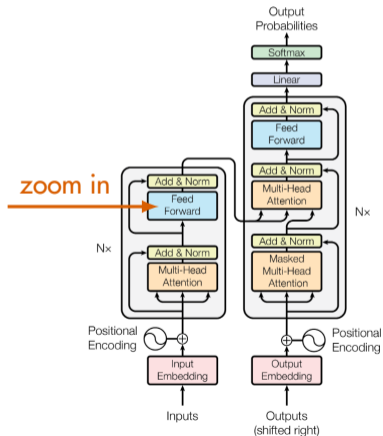 Output
Probabilities
Softmax
Linear
Add & Norm
Feed
Forward
Add & Norm
Multi-Head
Attention
Add & Norm
Masked
Multi-Head
Attention
N×
Positional
Encoding
Output
Embedding
Outputs
(shifted right)
zoom in
Add & Norm
Feed
Forward
N×
Add & Norm
Multi-Head
Attention
Positional
Encoding
Input
Embedding
Inputs